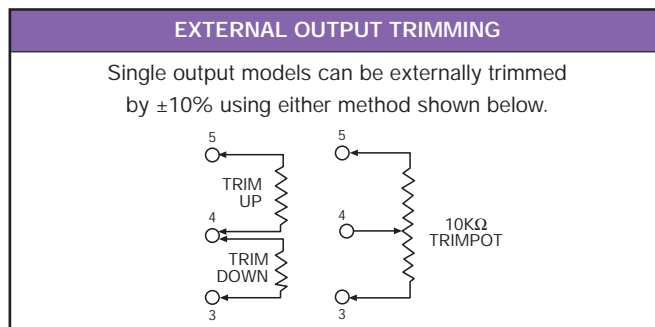 EXTERNAL OUTPUT TRIMMING
Single output models can be externally trimmed
by ±10% using either method shown below.
5
TRIM
UP
4
TRIM
DOWN
3
5
4
10KΩ
TRIMPOT
3